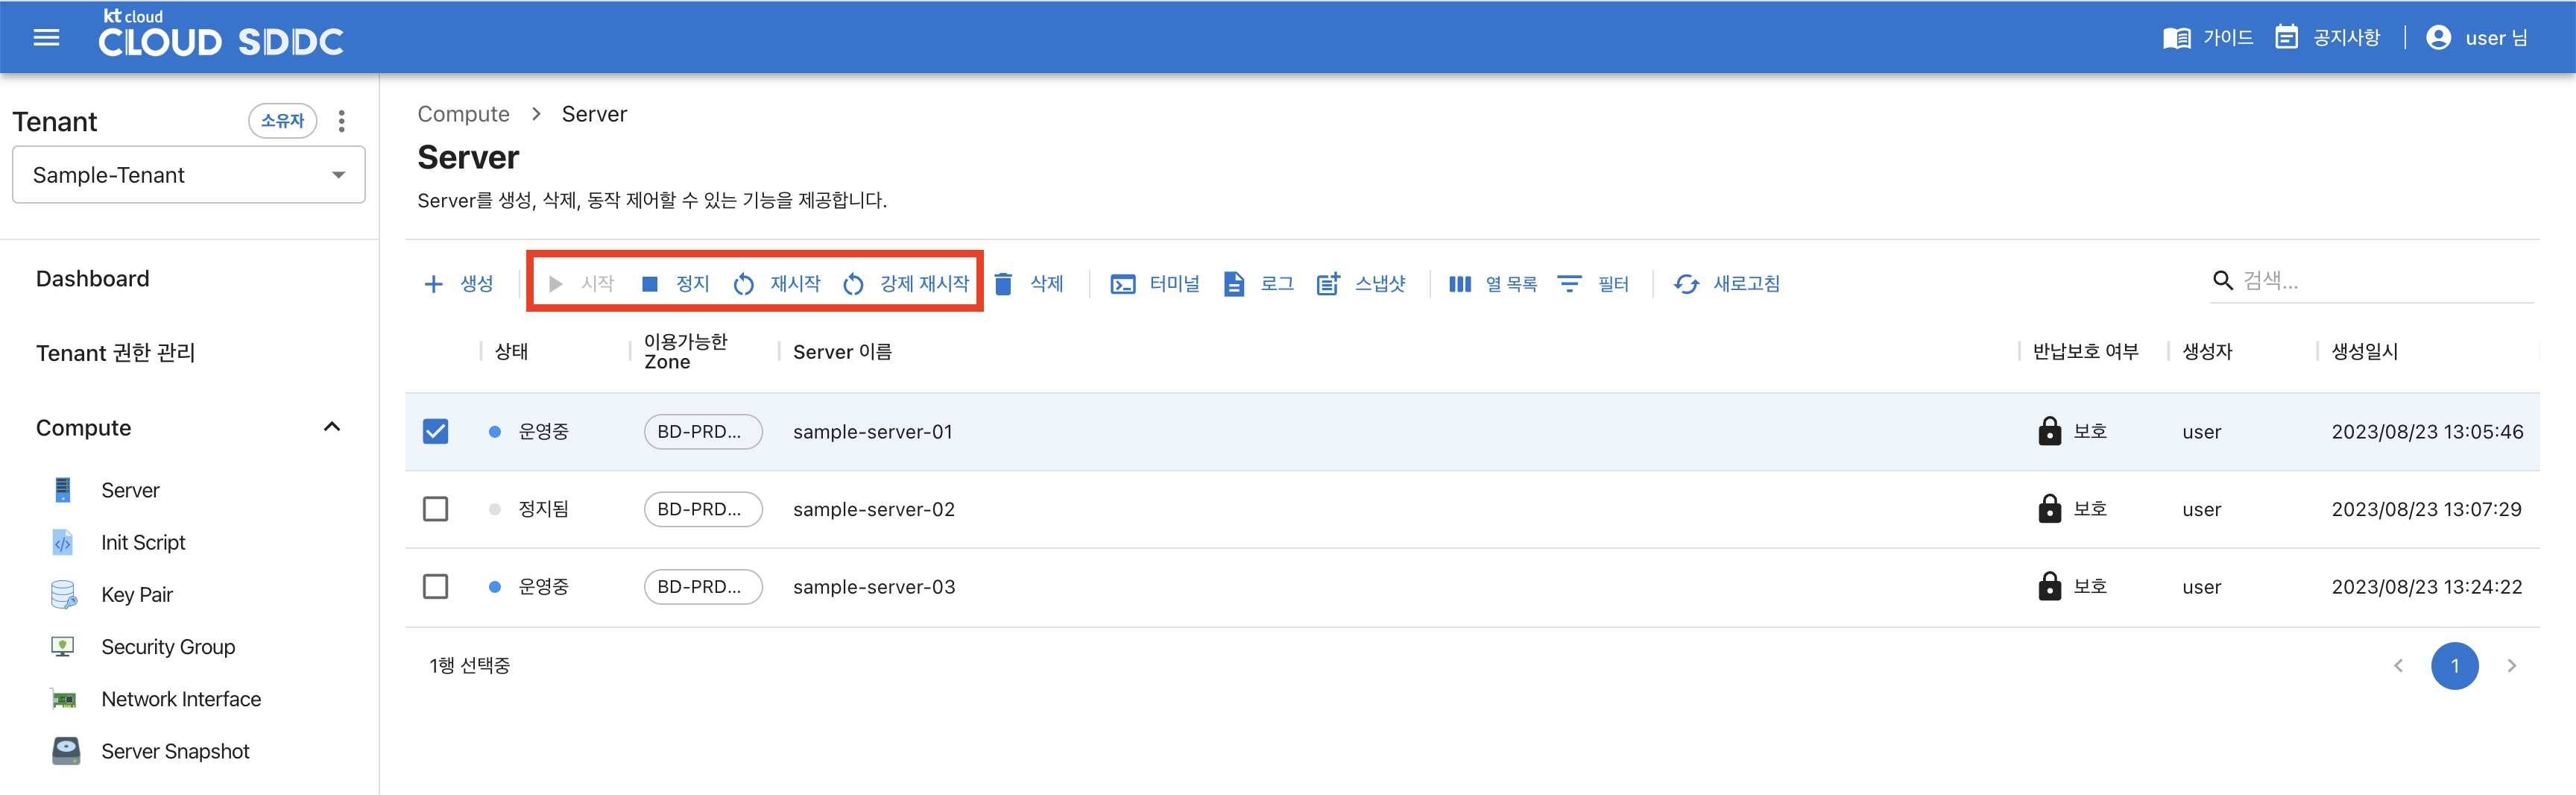 kt cloud
CLOUD SDDC
가이드
공지사항
user 님
Tenant
소유자
Sample-Tenant
Dashboard
Tenant 권한 관리
Compute
Server
Init Script
Key Pair
Security Group
Network Interface
Server Snapshot
Compute > Server
Server
Server를 생성, 삭제, 동작 제어할 수 있는 기능을 제공합니다.
생성 시작 정지 재시작 강제 재시작 삭제 터미널 로그 스냅샷 열 목록 필터 새로고침 검색...
상태 이용가능한 Zone Server 이름 반납보호 여부 생성자 생성일시
운영중 BD-PRD... sample-server-01 보호 user 2023/08/23 13:05:46
정지됨 BD-PRD... sample-server-02 보호 user 2023/08/23 13:07:29
운영중 BD-PRD... sample-server-03 보호 user 2023/08/23 13:24:22
1행 선택중
1